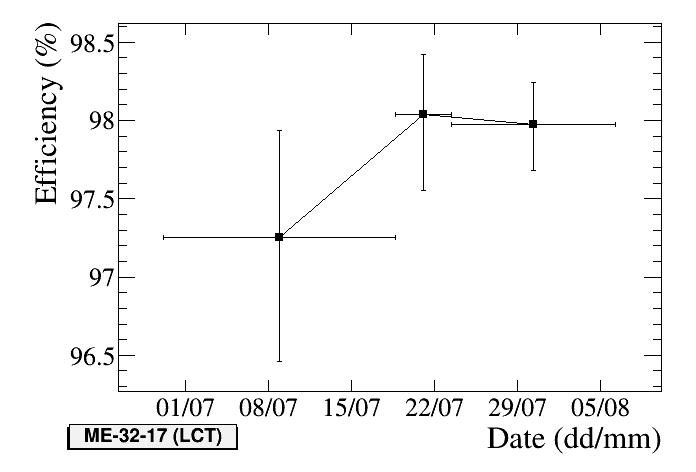 Efficiency (%)
98.5
98
97.5
97
96.5
01/07 08/07 15/07 22/07 29/07 05/08
ME-32-17 (LCT)
Date (dd/mm)